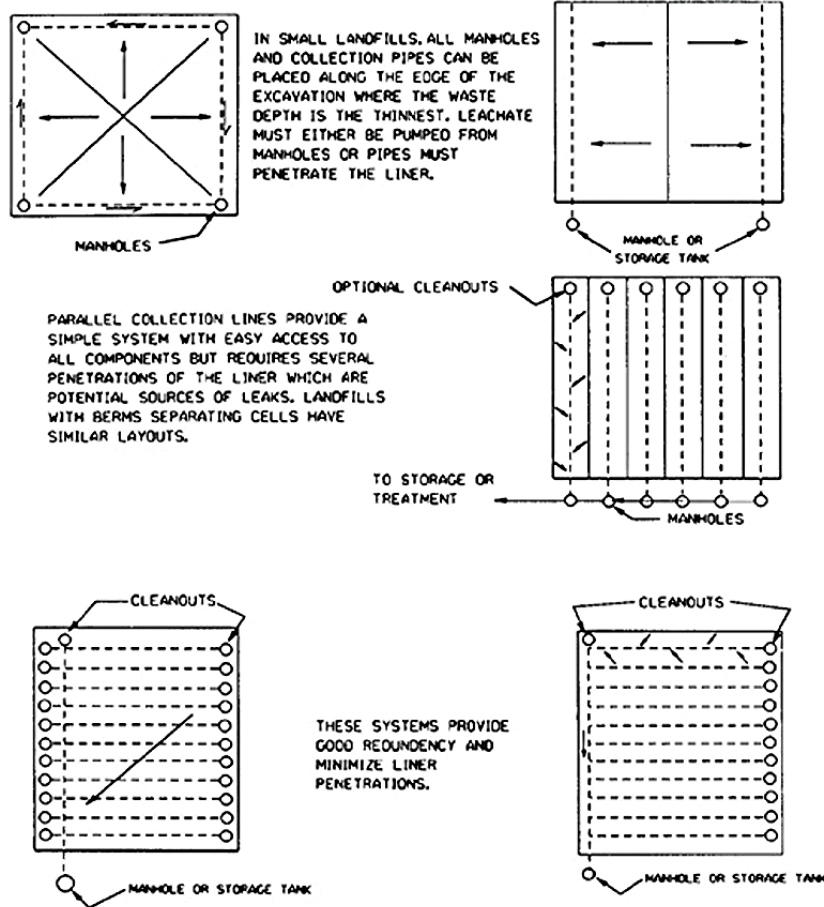 IN SMALL LANDFILLS, ALL MANHOLES
AND COLLECTION PIPES CAN BE
PLACED ALONG THE EDGE OF THE
EXCAVATION WHERE THE WASTE
DEPTH IS THE THINNEST. LEACHATE
MUST EITHER BE PUMPED FROM
MANHOLES OR PIPES MUST
PENETRATE THE LINER.
MANHOLES
MANHOLE OR
STORAGE TANK
OPTIONAL CLEANOUTS
PARALLEL COLLECTION LINES PROVIDE A
SIMPLE SYSTEM WITH EASY ACCESS TO
ALL COMPONENTS BUT REQUIRES SEVERAL
PENETRATIONS OF THE LINER WHICH ARE
POTENTIAL SOURCES OF LEAKS. LANDFILLS
WITH BERMS SEPARATING CELLS HAVE
SIMILAR LAYOUTS.
TO STORAGE OR
TREATMENT
MANHOLES
CLEANOUTS
CLEANOUTS
THESE SYSTEMS PROVIDE
GOOD REDUNDENCY AND
MINIMIZE LINER
PENETRATIONS.
MANHOLE OR STORAGE TANK
MANHOLE OR STORAGE TANK